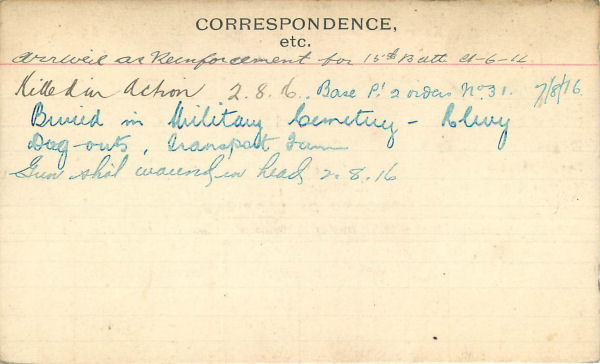 CORRESPONDENCE,
etc.
Arrived as Reinforcement for 15th Batt 21-6-16
Killed in Action 2.8.16. Base Pt 2 orders No 31. 7/8/16
Buried in Military Cemetery -
Dug-outs, Transport Farm
Gun shot wound in head 2.8.16